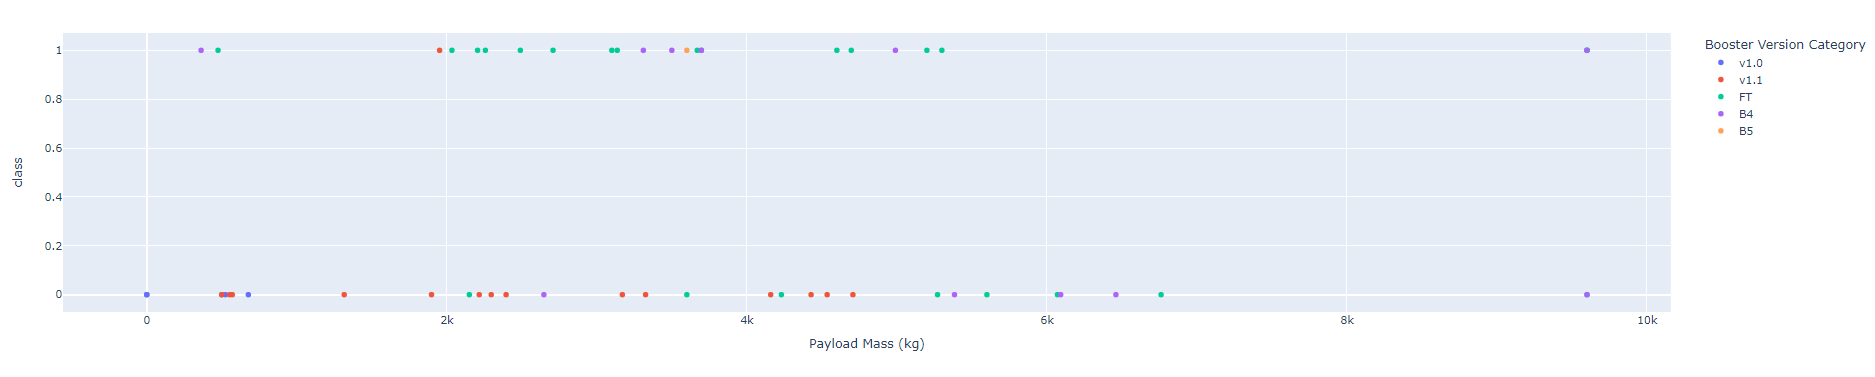 Booster Version Category
v1.0
v1.1
FT
B4
B5
class
1
0.8
0.6
0.4
0.2
0
0 2k 4k 6k 8k 10k
Payload Mass (kg)